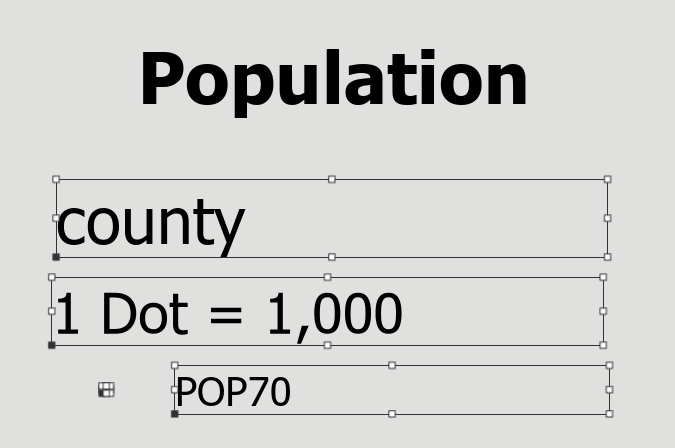 Population
county
1 Dot = 1,000
POP70